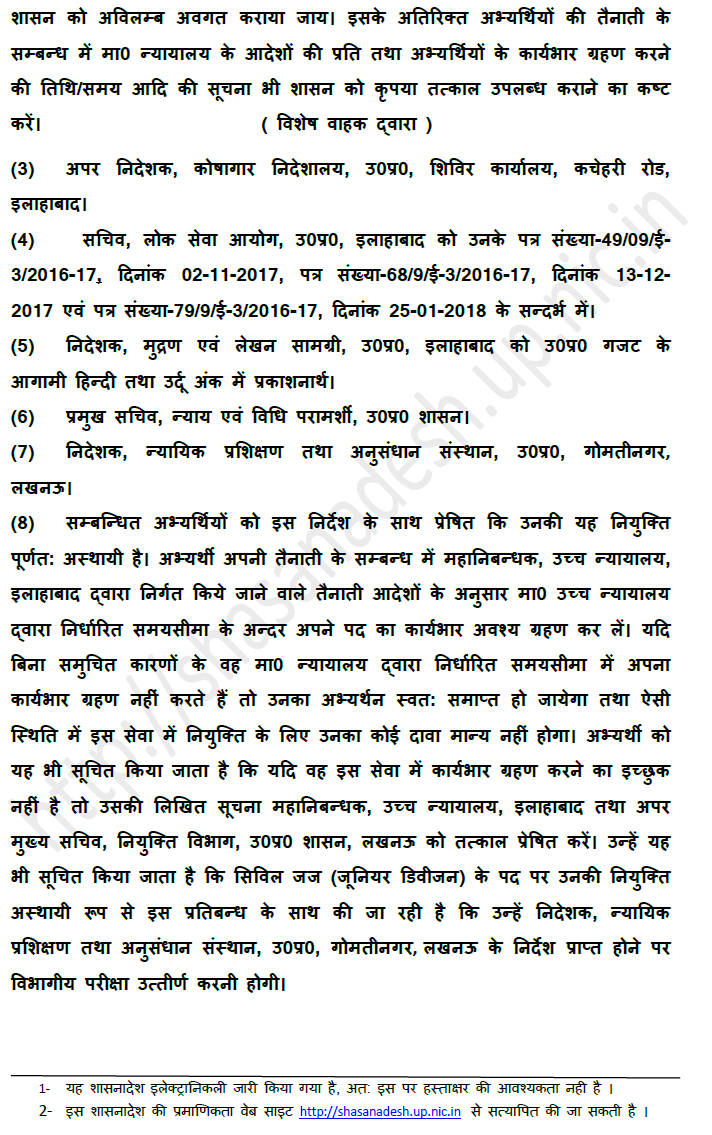 शासन को अविलम्ब अवगत कराया जाय। इसके अतिरिक्त अभ्यर्थियों की तैनाती के
सम्बन्ध में मा0 न्यायालय के आदेशों की प्रति तथा अभ्यर्थियों के कार्यभार ग्रहण करने
की तिथि/समय आदि की सूचना भी शासन को कृपया तत्काल उपलब्ध कराने का कष्ट
करें। ( विशेष वाहक द्वारा )
(3) अपर निदेशक, कोषागार निदेशालय, उ0प्र0, शिविर कार्यालय, कचेहरी रोड,
इलाहाबाद।
(4) सचिव, लोक सेवा आयोग, उ0प्र0, इलाहाबाद को उनके पत्र संख्या-49/09/ई-
3/2016-17, दिनांक 02-11-2017, पत्र संख्या-68/9/ई-3/2016-17, दिनांक 13-12-
2017 एवं पत्र संख्या-79/9/ई-3/2016-17, दिनांक 25-01-2018 के सन्दर्भ में।
(5) निदेशक, मुद्रण एवं लेखन सामग्री, उ0प्र0, इलाहाबाद को उ0प्र0 गजट के
आगामी हिन्दी तथा उर्दू अंक में प्रकाशनार्थ।
(6) प्रमुख सचिव, न्याय एवं विधि परामर्शी, उ0प्र0 शासन।
(7) निदेशक, न्यायिक प्रशिक्षण तथा अनुसंधान संस्थान, उ0प्र0, गोमतीनगर,
लखनऊ।
(8) सम्बन्धित अभ्यर्थियों को इस निर्देश के साथ प्रेषित कि उनकी यह नियुक्ति
पूर्णत: अस्थायी है। अभ्यर्थी अपनी तैनाती के सम्बन्ध में महानिबन्धक, उच्च न्यायालय,
इलाहाबाद द्वारा निर्गत किये जाने वाले तैनाती आदेशों के अनुसार मा0 उच्च न्यायालय
द्वारा निर्धारित समयसीमा के अन्दर अपने पद का कार्यभार अवश्य ग्रहण कर लें। यदि
बिना समुचित कारणों के वह मा0 न्यायालय द्वारा निर्धारित समयसीमा में अपना
कार्यभार ग्रहण नहीं करते हैं तो उनका अभ्यर्थन स्वत: समाप्त हो जायेगा तथा ऐसी
स्थिति में इस सेवा में नियुक्ति के लिए उनका कोई दावा मान्य नहीं होगा। अभ्यर्थी को
यह भी सूचित किया जाता है कि यदि वह इस सेवा में कार्यभार ग्रहण करने का इच्छुक
नहीं है तो उसकी लिखित सूचना महानिबन्धक, उच्च न्यायालय, इलाहाबाद तथा अपर
मुख्य सचिव, नियुक्ति विभाग, उ0प्र0 शासन, लखनऊ को तत्काल प्रेषित करें। उन्हें यह
भी सूचित किया जाता है कि सिविल जज (जूनियर डिवीजन) के पद पर उनकी नियुक्ति
अस्थायी रूप से इस प्रतिबन्ध के साथ की जा रही है कि उन्हें निदेशक, न्यायिक
प्रशिक्षण तथा अनुसंधान संस्थान, उ0प्र0, गोमतीनगर, लखनऊ के निर्देश प्राप्त होने पर
विभागीय परीक्षा उत्तीर्ण करनी होगी।
1- यह शासनादेश इलेक्ट्रानिकली जारी किया गया है, अत: इस पर हस्ताक्षर की आवश्यकता नही है ।
2- इस शासनादेश की प्रमाणिकता वेब साइट http://shasanadesh.up.nic.in से सत्यापित की जा सकती है ।
http://shasanadesh.up.nic.in